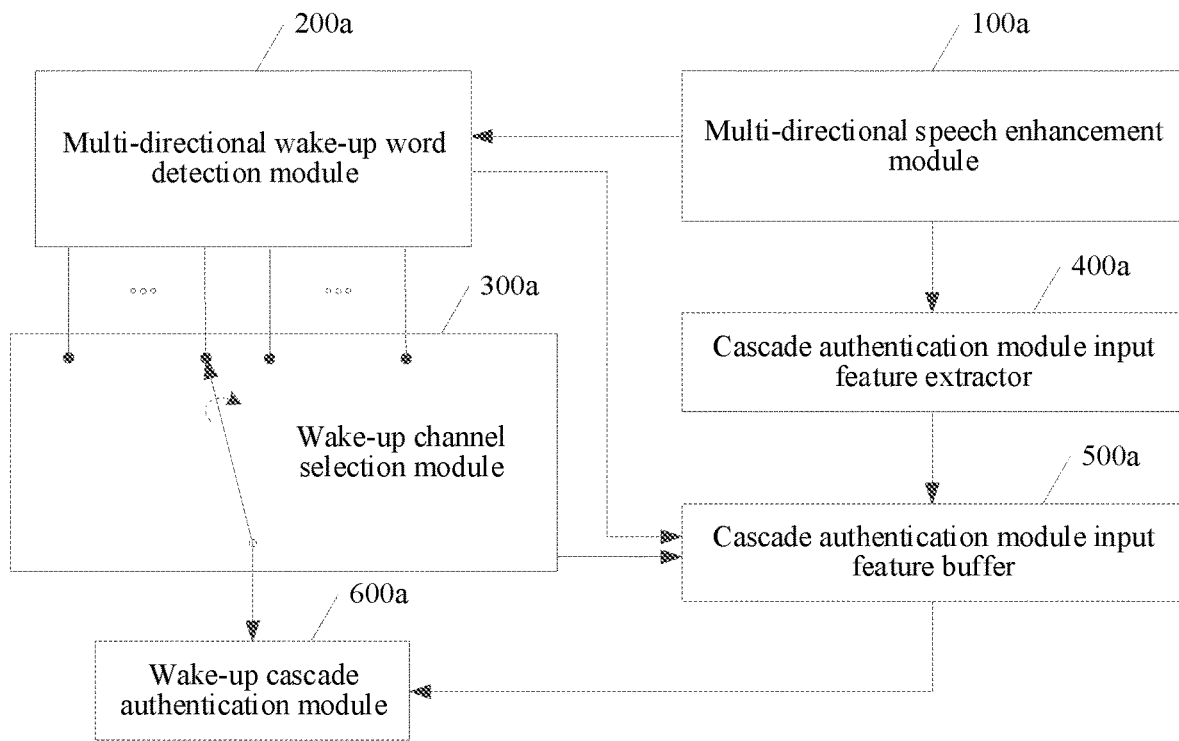 200a
100a
Multi-directional wake-up word
detection module
Multi-directional speech enhancement
module
300a
400a
Cascade authentication module input
feature extractor
Wake-up channel
selection module
500a
Cascade authentication module input
feature buffer
600a
Wake-up cascade
authentication module